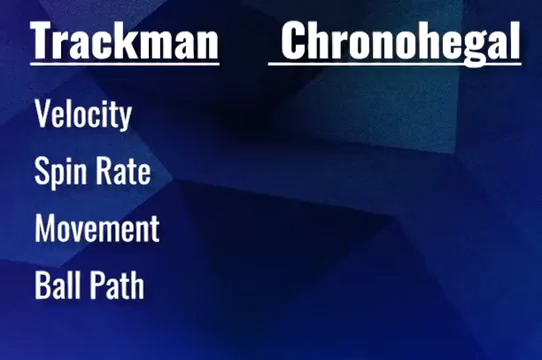 Trackman Chronohegal
Velocity
Spin Rate
Movement
Ball Path